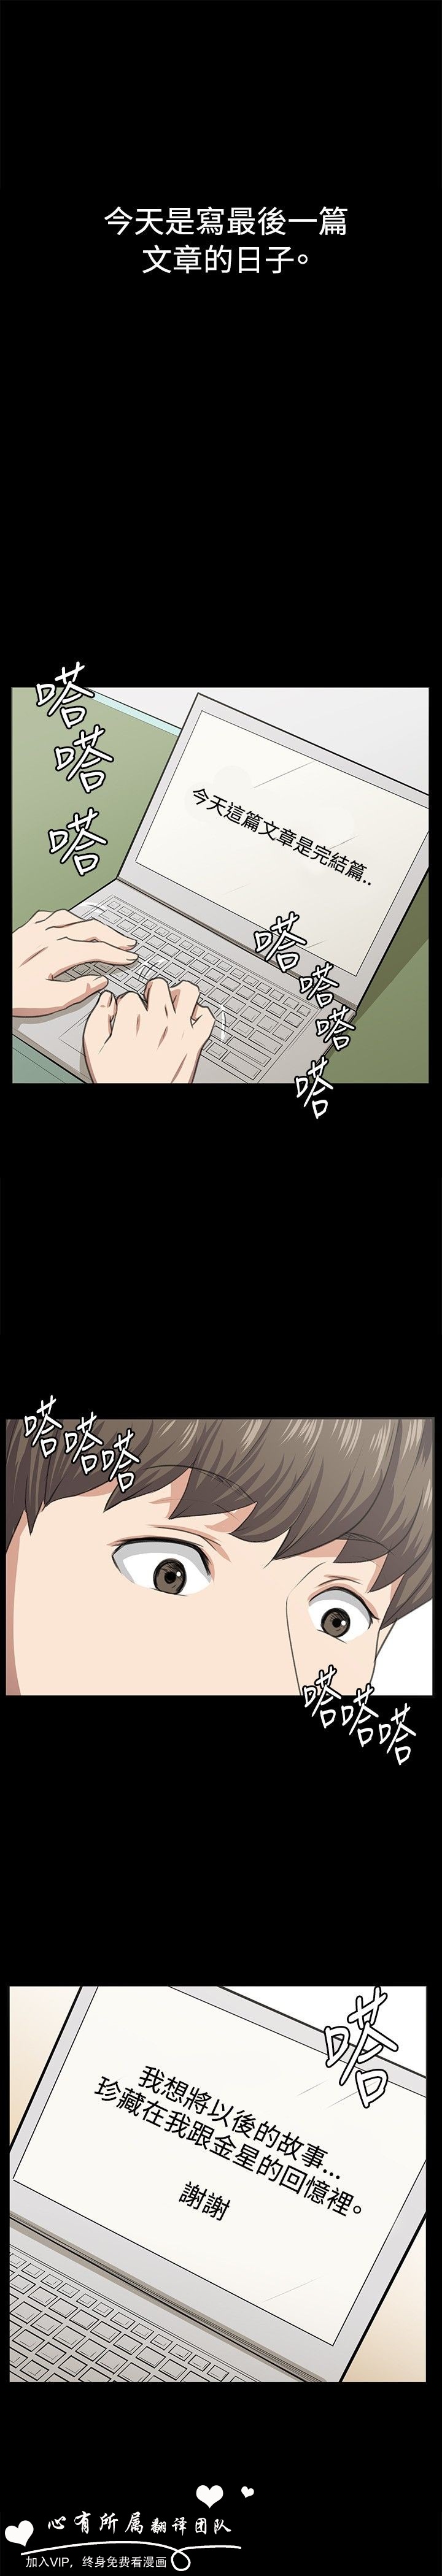 今天是寫最後一篇
文章的日子。
嗒
嗒
嗒
今天這篇文章是完結篇..
嗒
嗒
嗒
嗒
嗒
嗒
嗒
嗒
嗒
嗒
嗒
我想將以後的故事...
珍藏在我跟金星的回憶裡。
謝謝
心有所属翻译团队
加入VIP，终身免费看漫画